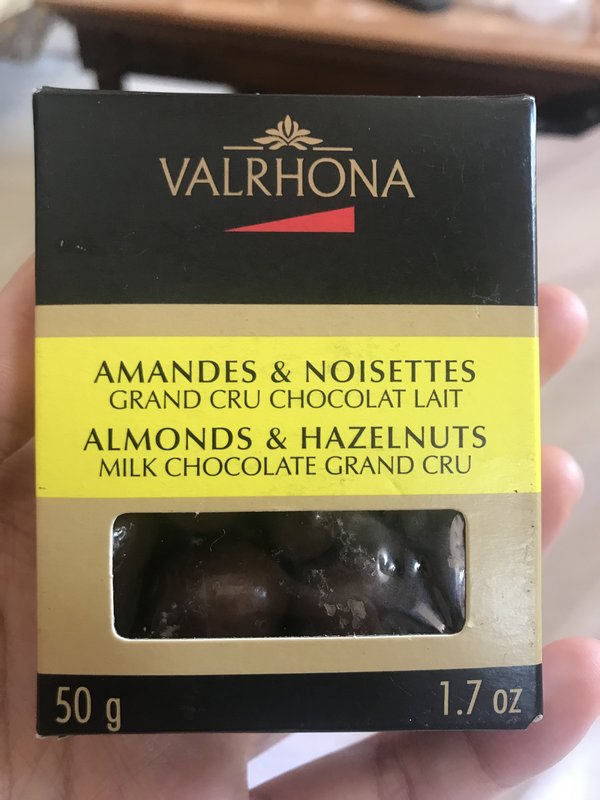 VALRHONA
AMANDES & NOISETTES
GRAND CRU CHOCOLAT LAIT
ALMONDS & HAZELNUTS
MILK CHOCOLATE GRAND CRU
50 g 1.7 oz